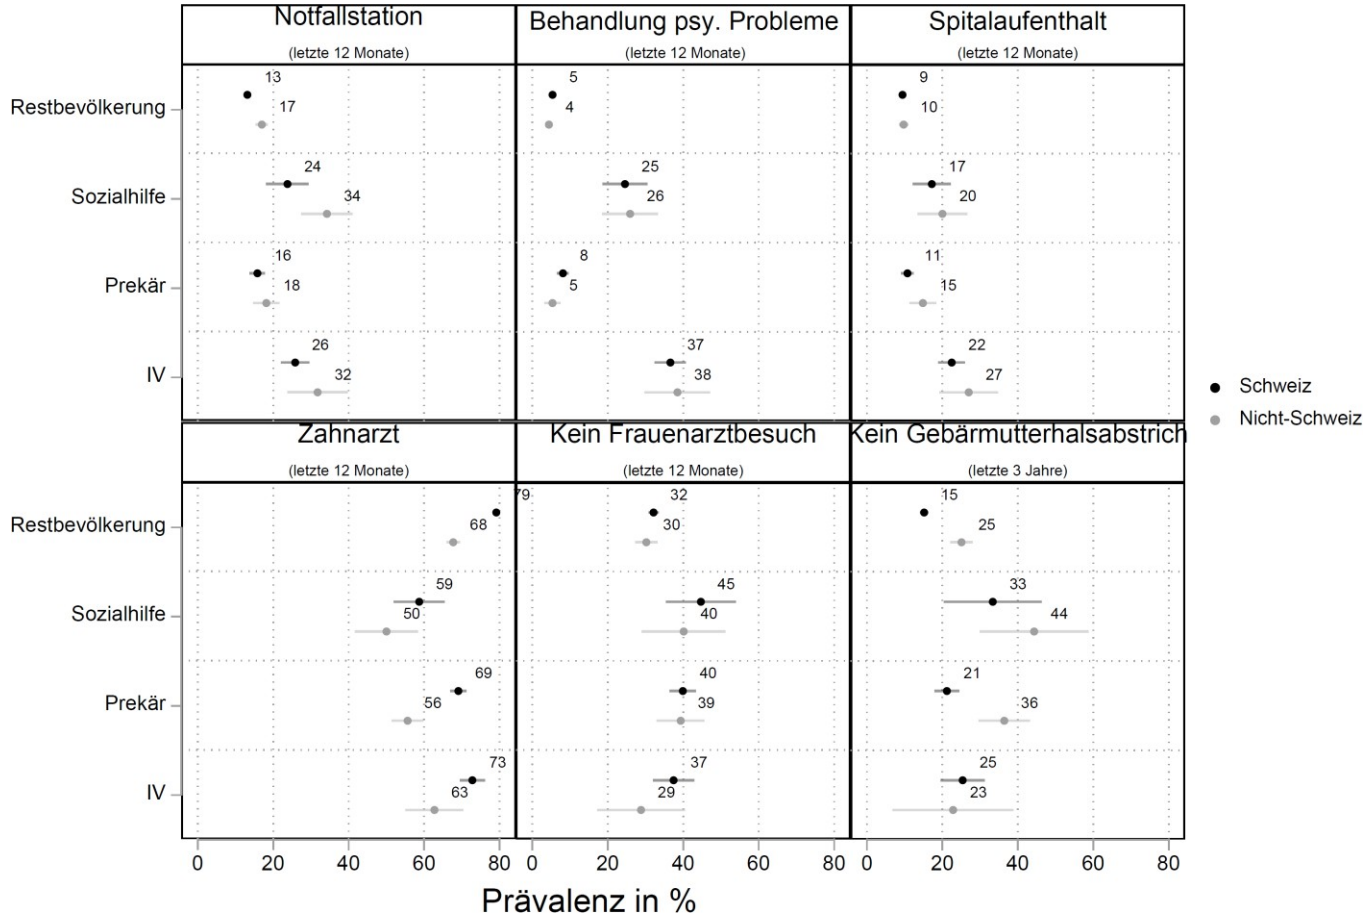 Notfallstation
(letzte 12 Monate)
Behandlung psy. Probleme
(letzte 12 Monate)
Spitalaufenthalt
(letzte 12 Monate)
Restbevölkerung
13
17
5
4
9
10
Sozialhilfe
24
34
25
26
17
20
Prekär
16
18
8
5
11
15
IV
26
32
37
38
22
27
Schweiz
Nicht-Schweiz
Zahnarzt
(letzte 12 Monate)
Kein Frauenarztbesuch
(letzte 12 Monate)
Kein Gebärmutterhalsabstrich
(letzte 3 Jahre)
Restbevölkerung
79
68
32
30
15
25
Sozialhilfe
59
50
45
40
33
44
Prekär
69
56
40
39
21
36
IV
73
63
37
29
25
23
0 20 40 60 80
0 20 40 60 80
0 20 40 60 80
Prävalenz in %